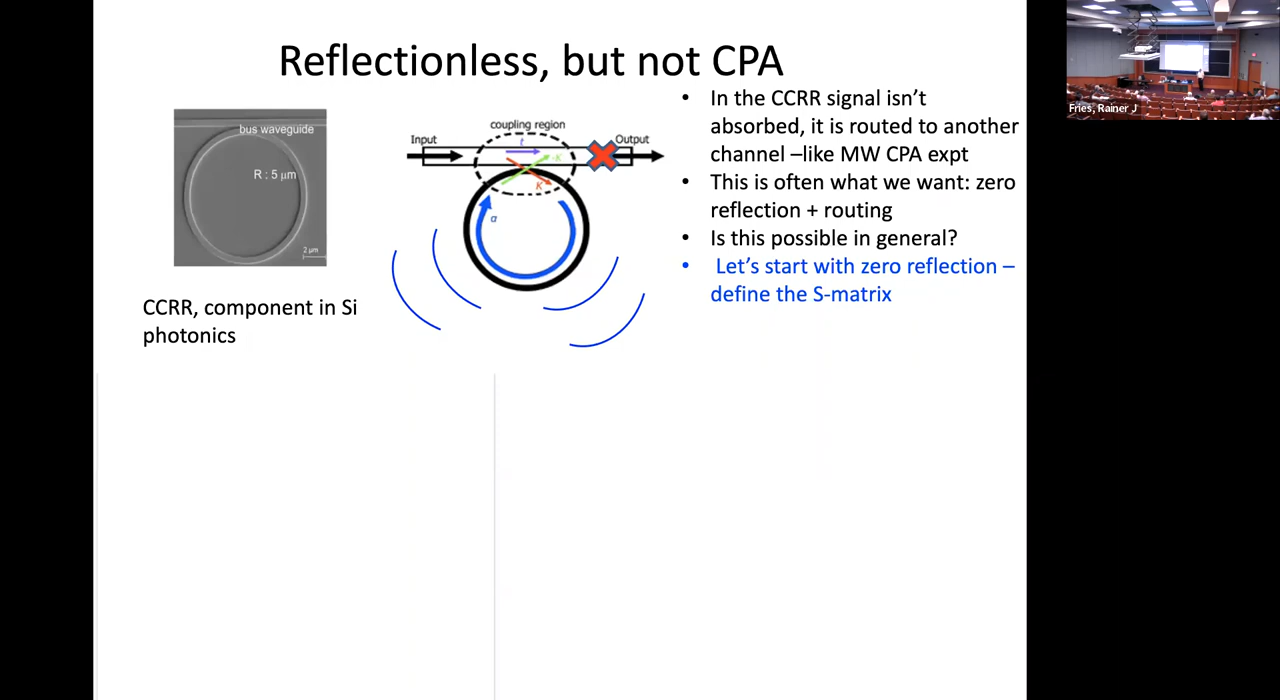 Reflectionless, but not CPA
bus waveguide
R : 5 μm
2 μm
CCRR, component in Si
photonics
coupling region
Input
Output
t
-K
K
α
• In the CCRR signal isn’t
absorbed, it is routed to another
channel –like MW CPA expt
• This is often what we want: zero
reflection + routing
• Is this possible in general?
• Let’s start with zero reflection –
define the S-matrix
Fries, Rainer J